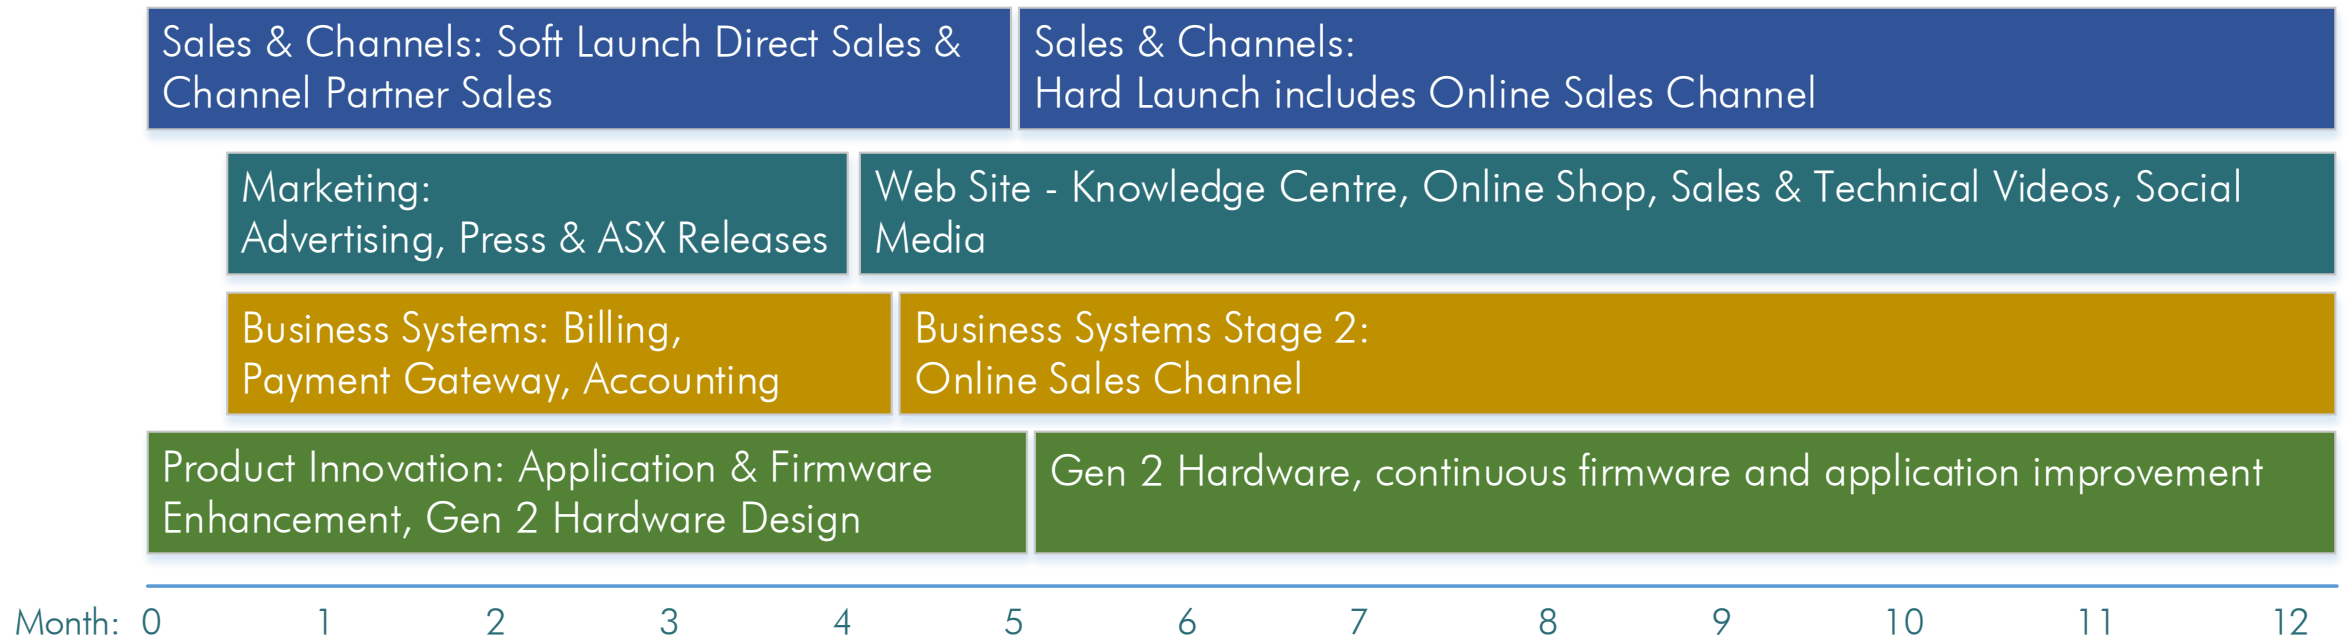 Sales & Channels: Soft Launch Direct Sales &
Channel Partner Sales
Sales & Channels:
Hard Launch includes Online Sales Channel
Marketing:
Advertising, Press & ASX Releases
Web Site - Knowledge Centre, Online Shop, Sales & Technical Videos, Social
Media
Business Systems: Billing,
Payment Gateway, Accounting
Business Systems Stage 2:
Online Sales Channel
Product Innovation: Application & Firmware
Enhancement, Gen 2 Hardware Design
Gen 2 Hardware, continuous firmware and application improvement
Month: 0 1 2 3 4 5 6 7 8 9 10 11 12